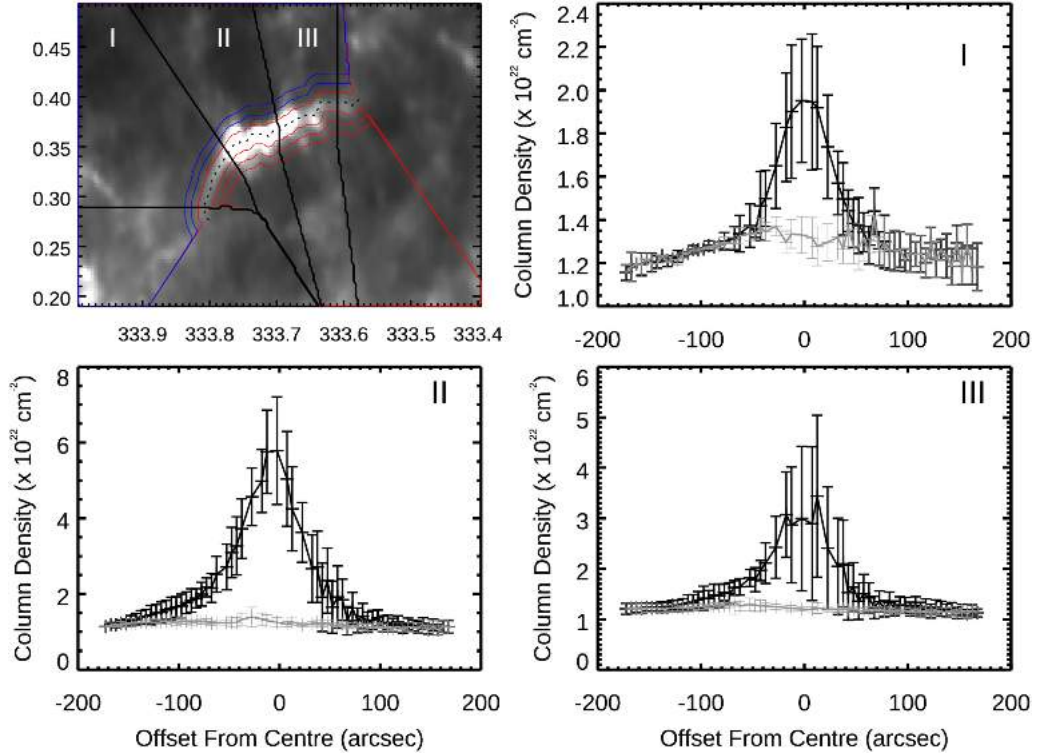 I II III
0.45
0.40
0.35
0.30
0.25
0.20
333.9 333.8 333.7 333.6 333.5 333.4
I
Column Density (x 10²² cm⁻²)
2.4
2.2
2.0
1.8
1.6
1.4
1.2
1.0
-200 -100 0 100 200
II
Column Density (x 10²² cm⁻²)
8
6
4
2
0
-200 -100 0 100 200
Offset From Centre (arcsec)
III
Column Density (x 10²² cm⁻²)
6
5
4
3
2
1
0
-200 -100 0 100 200
Offset From Centre (arcsec)